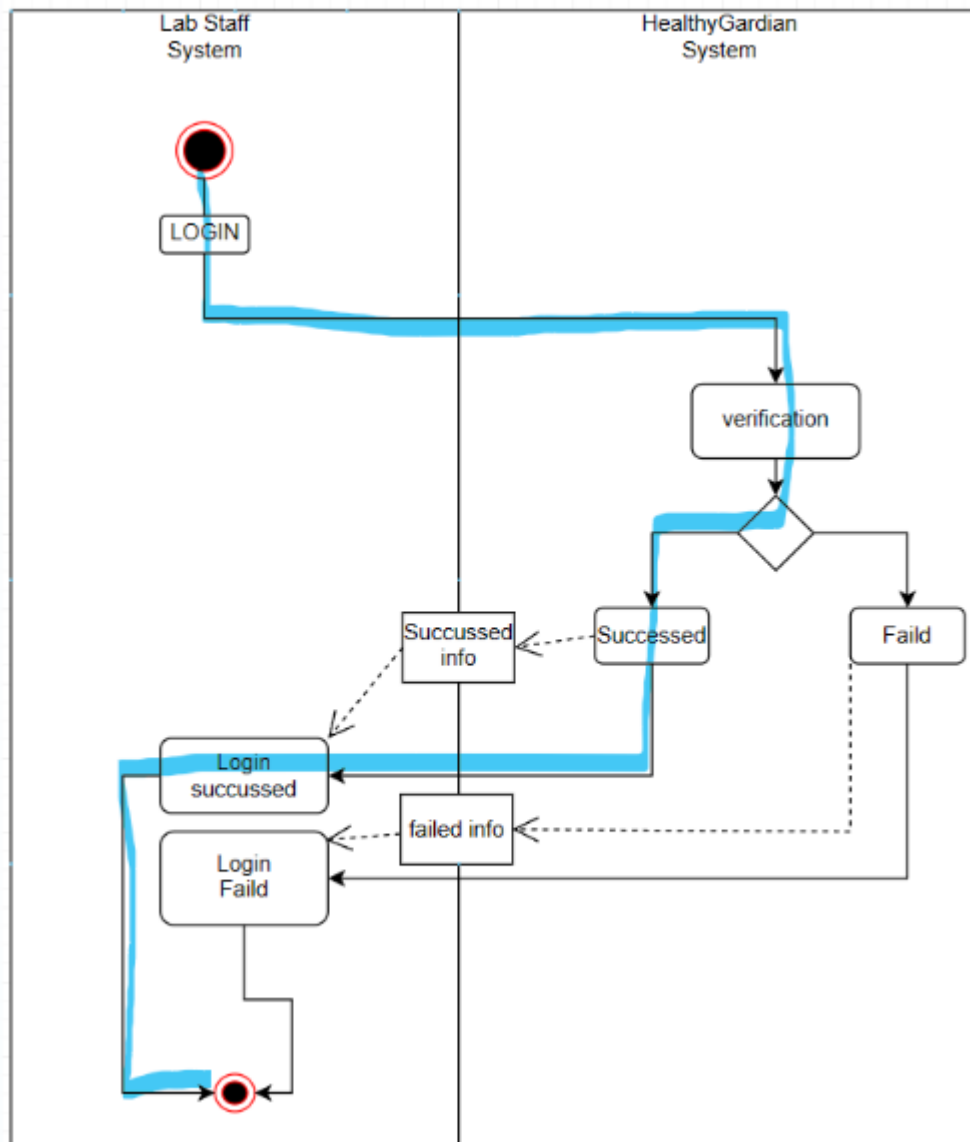 Lab Staff
System
HealthyGardian
System
LOGIN
verification
Succussed
info
Successed
Faild
Login
succussed
failed info
Login
Faild